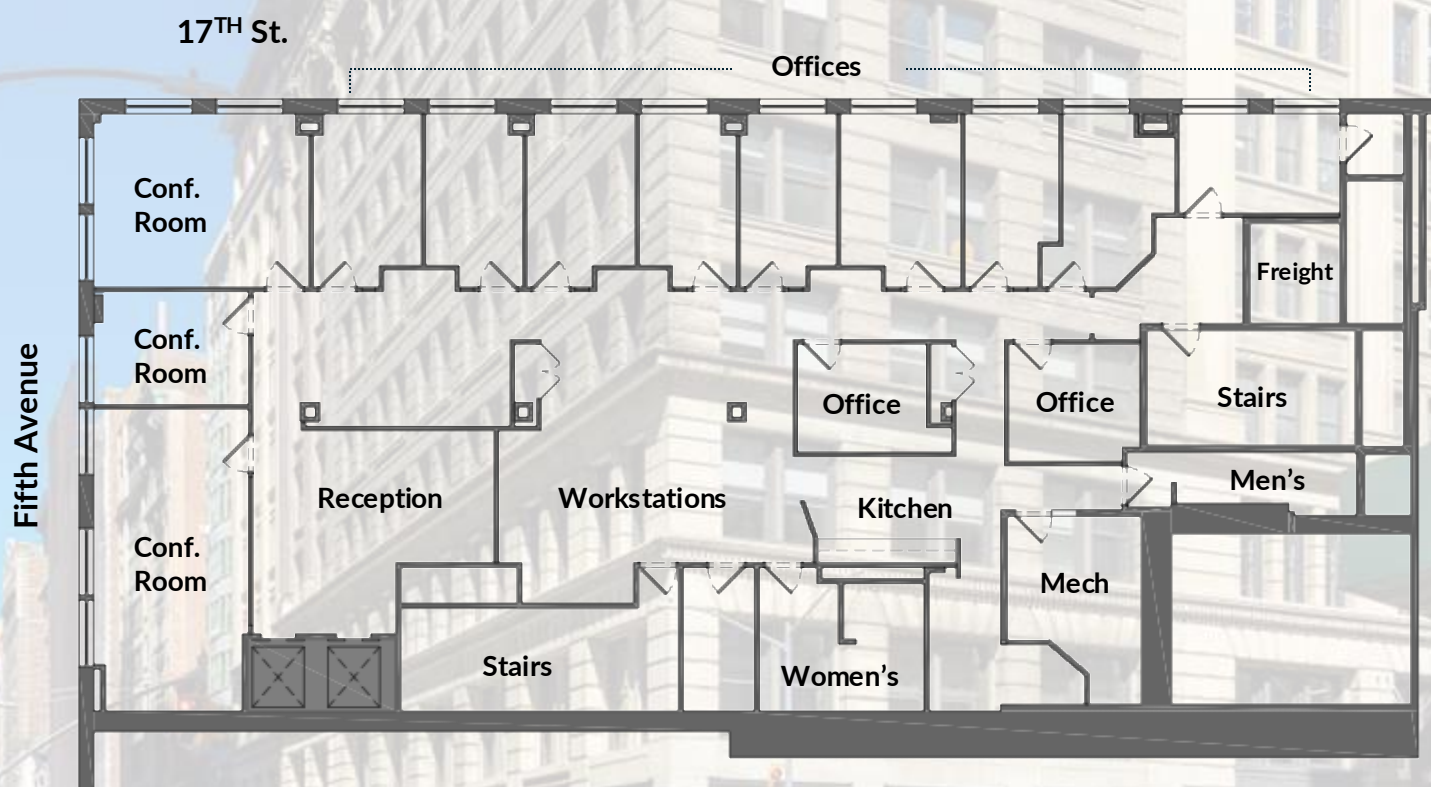 17TH St.
Offices
Conf.
Room
Freight
Conf.
Room
Fifth Avenue
Office
Office
Stairs
Reception
Workstations
Kitchen
Men’s
Conf.
Room
Mech
Stairs
Women’s